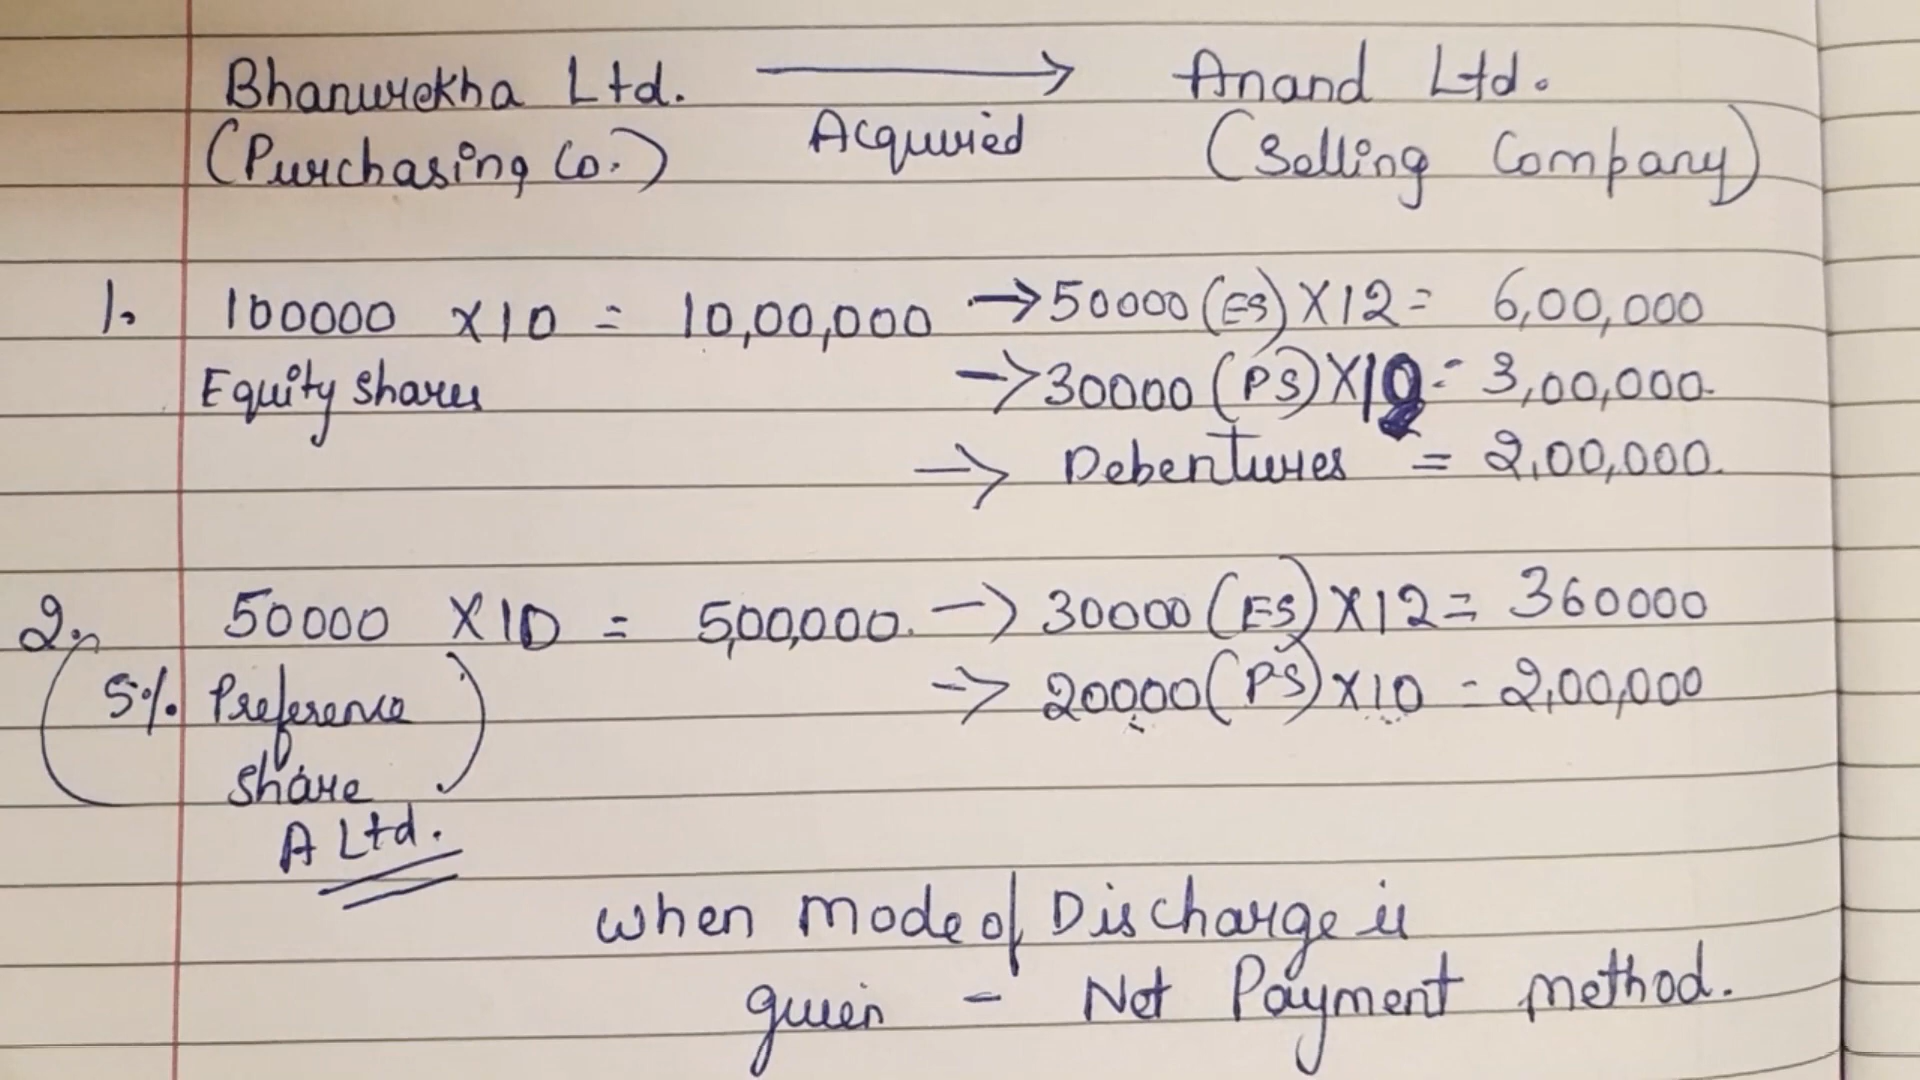 Bhanurekha Ltd. → Anand Ltd.
(Purchasing Co.) Acquired (Selling Company)
1. 100000 X10 = 10,00,000 → 50000 (ES) X12 = 6,00,000
Equity shares → 30000 (PS) X10 = 3,00,000
→ Debentures = 2,00,000.
2. 50000 X10 = 5,00,000. → 30000 (ES) X12 = 360000
(5% Preference → 20000 (PS) X10 = 2,00,000
share)
A Ltd.
when mode of Discharge is
given - Net Payment method.